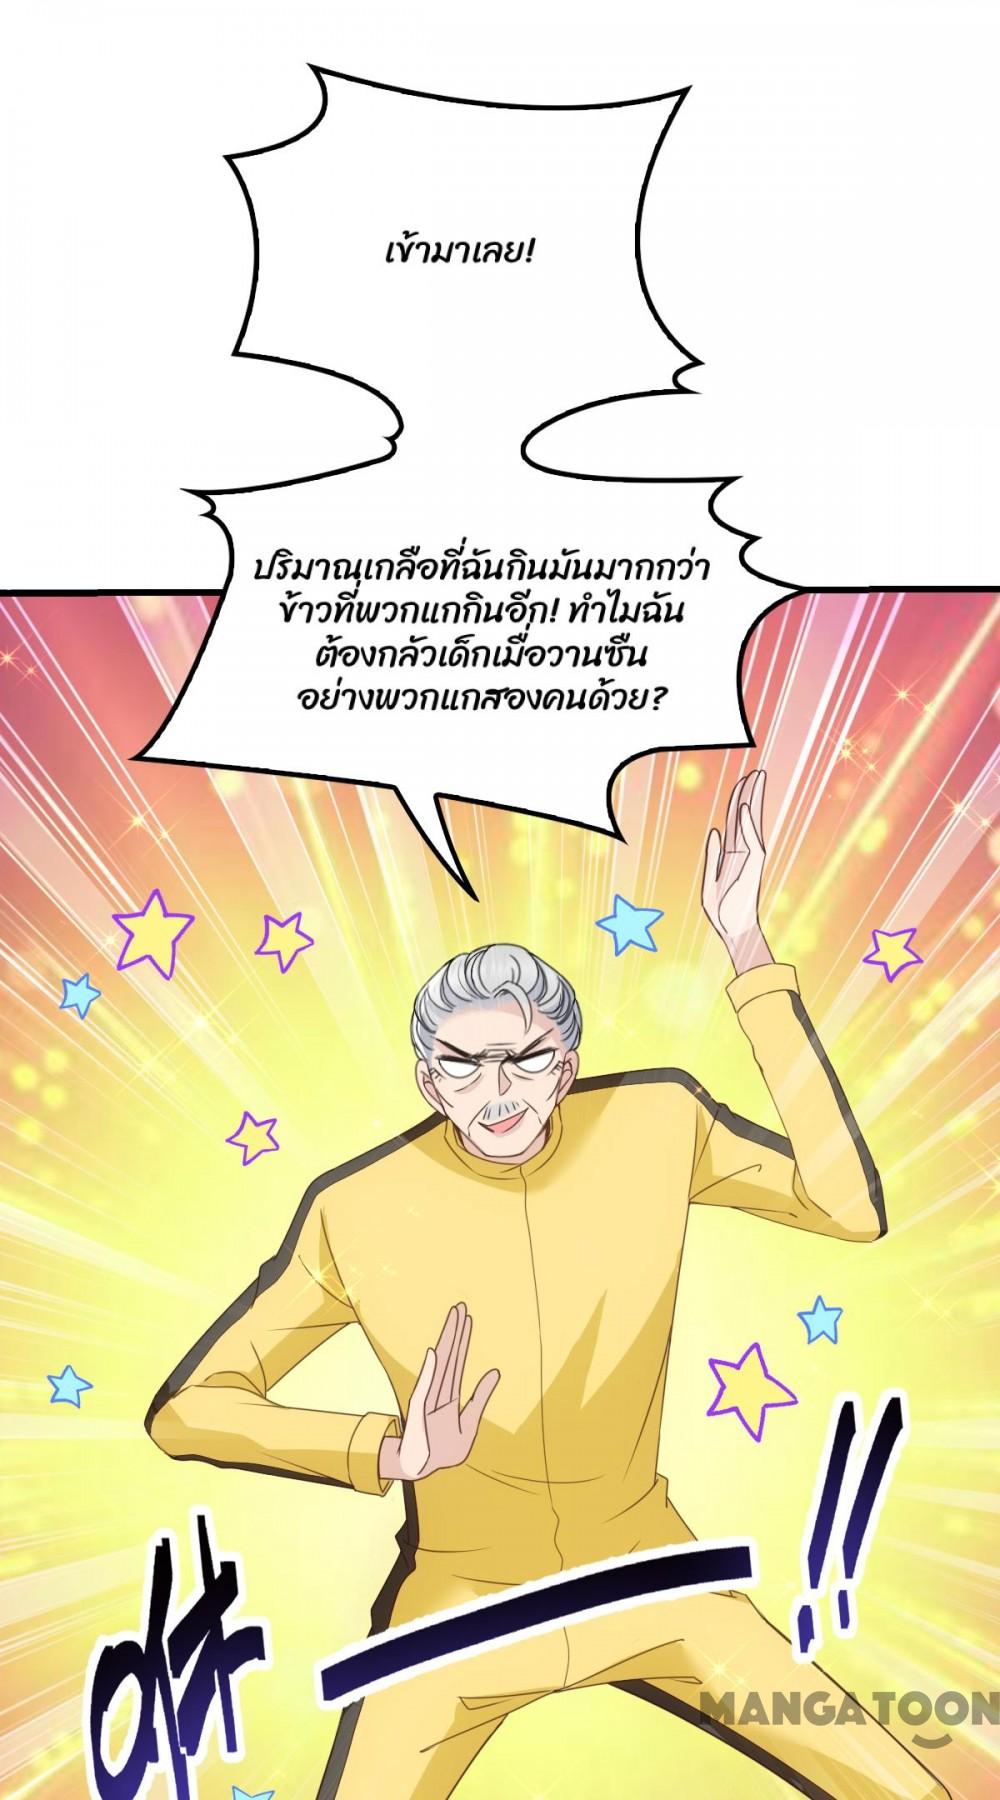 เข้ามาเลย!
ปริมาณเกลือที่ฉันกินมันมากกว่า
ข้าวที่พวกแกกินอีก! ทำไมฉัน
ต้องกลัวเด็กเมื่อวานซืน
อย่างพวกแกสองคนด้วย?
아자—!!
MANGATOON